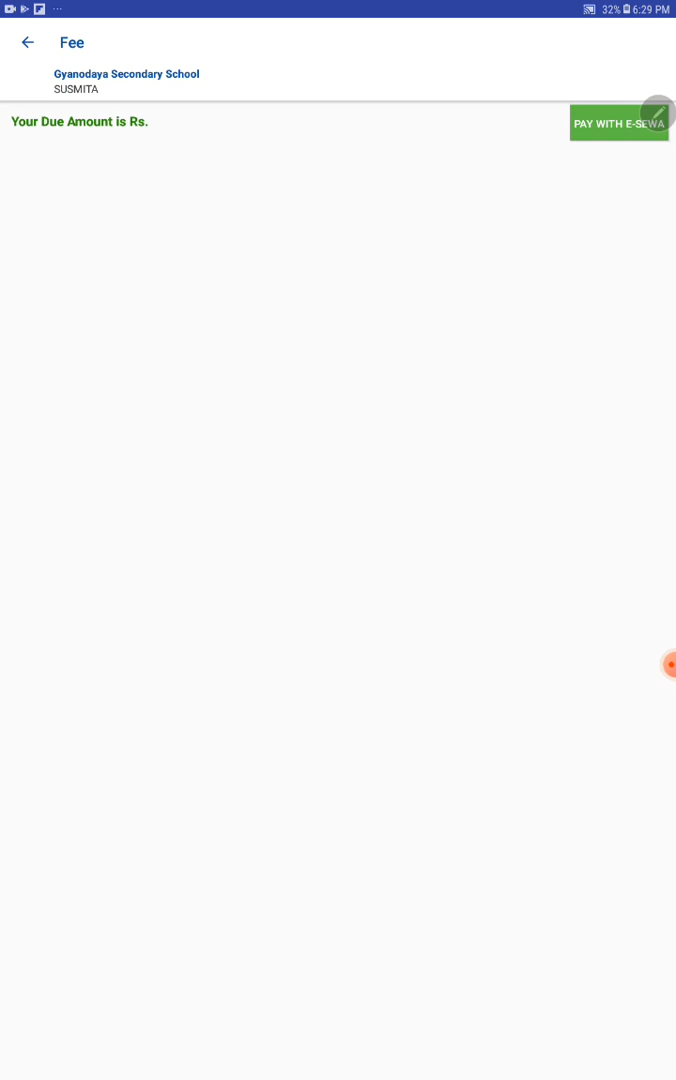 32% 6:29 PM
Fee
Gyanodaya Secondary School
SUSMITA
Your Due Amount is Rs.
PAY WITH E-SEWA